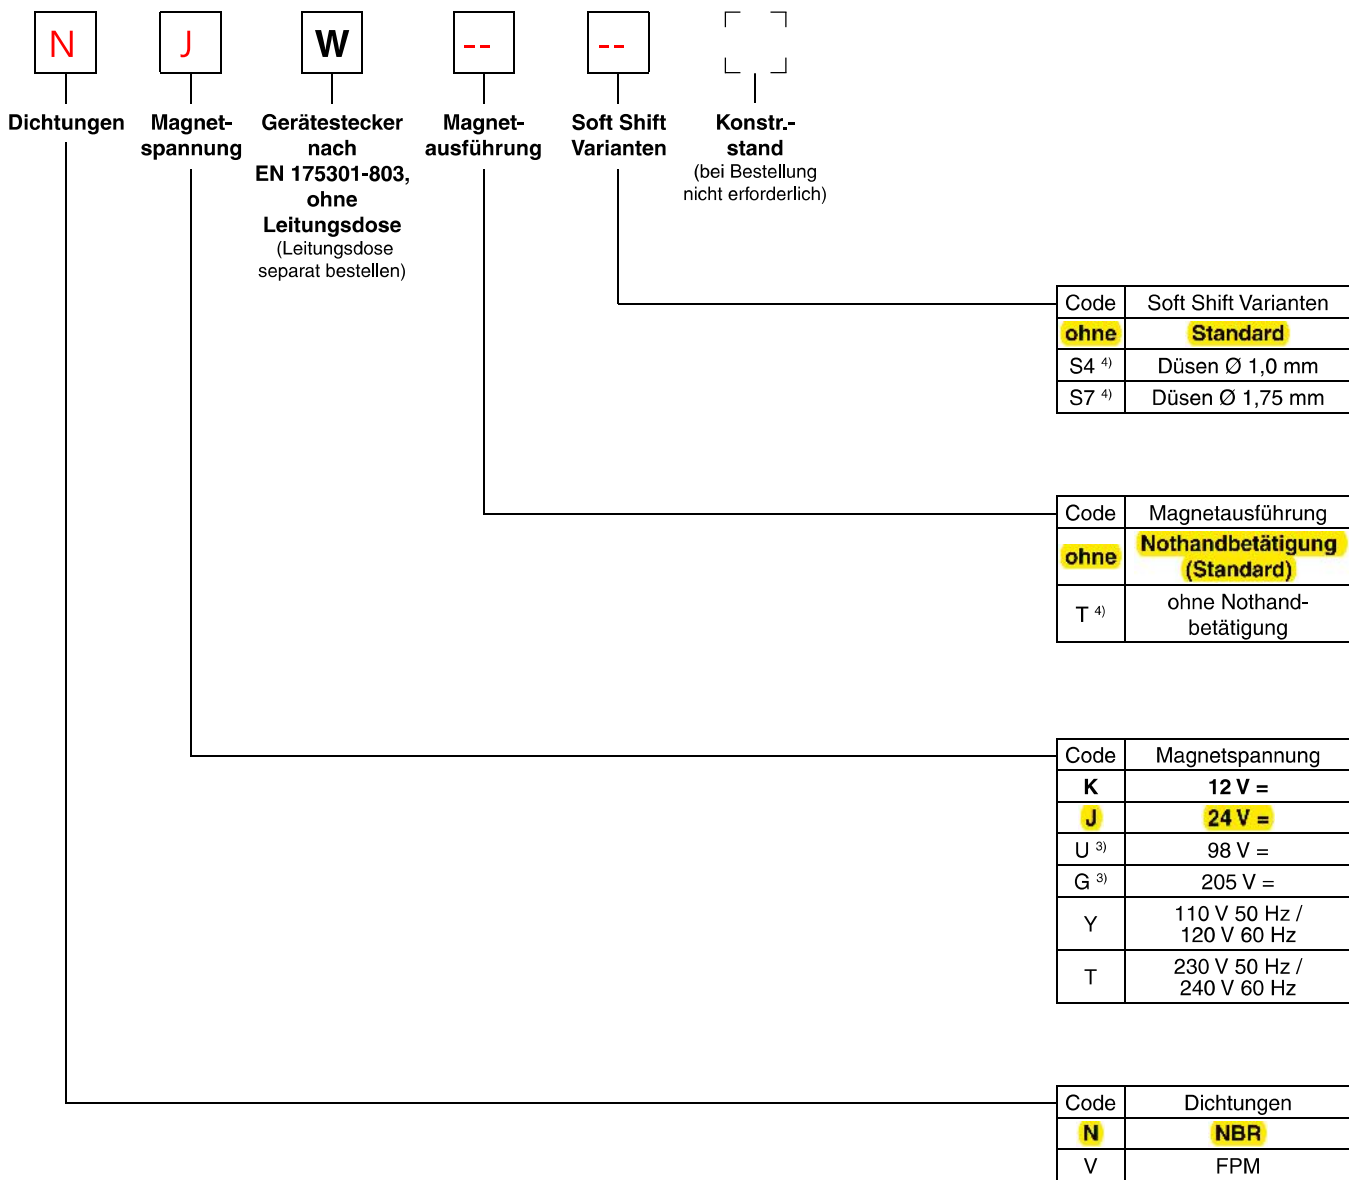 N J W -- --
Dichtungen
Magnet-
spannung
Gerätestecker
nach
EN 175301-803,
ohne
Leitungsdose
(Leitungsdose
separat bestellen)
Magnet-
ausführung
Soft Shift
Varianten
Konstr.-
stand
(bei Bestellung
nicht erforderlich)
Code Soft Shift Varianten
ohne Standard
S4 4) Düsen Ø 1,0 mm
S7 4) Düsen Ø 1,75 mm
Code Magnetausführung
ohne Nothandbetätigung
(Standard)
T 4) ohne Nothand-
betätigung
Code Magnetspannung
K 12 V =
J 24 V =
U 3) 98 V =
G 3) 205 V =
Y 110 V 50 Hz /
120 V 60 Hz
T 230 V 50 Hz /
240 V 60 Hz
Code Dichtungen
N NBR
V FPM